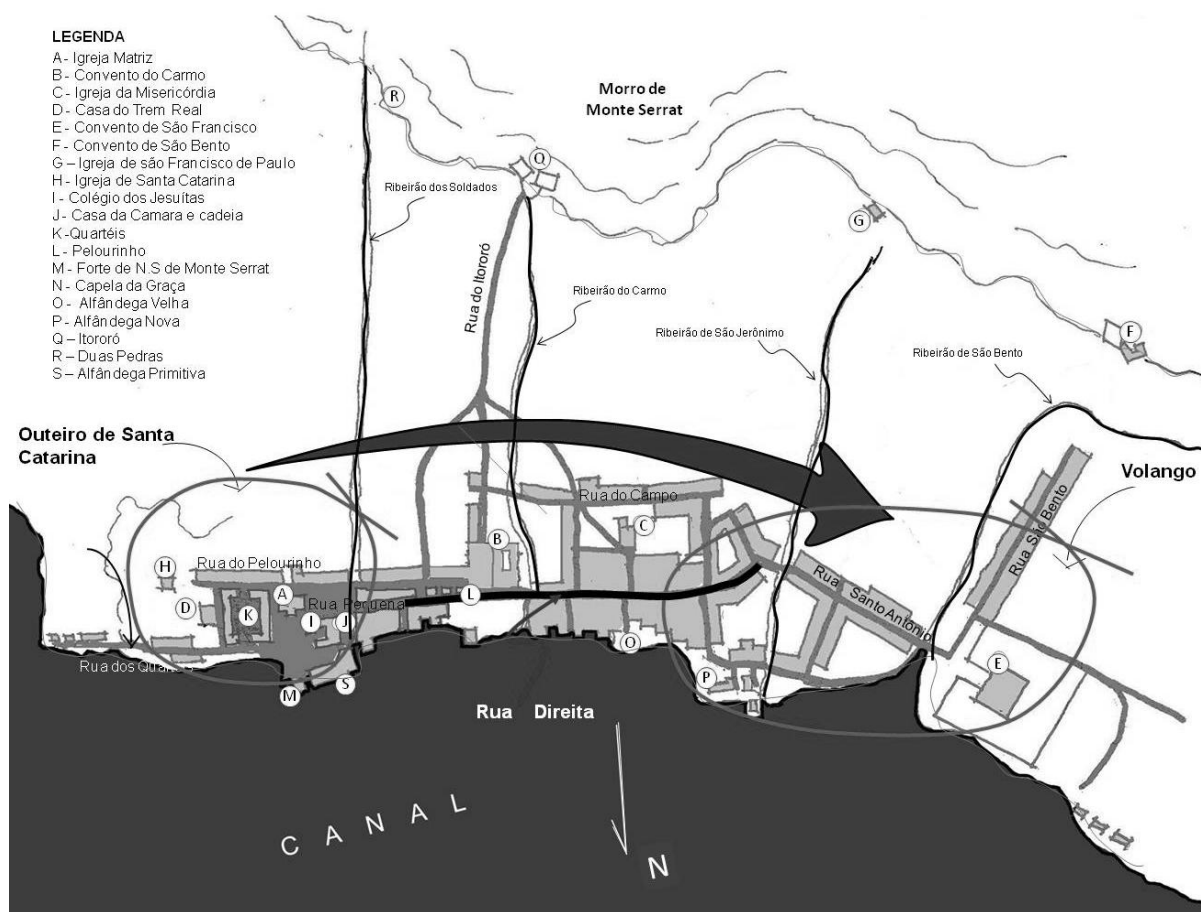 LEGENDA
A- Igreja Matriz
B - Convento do Carmo
C - Igreja da Misericórdia
D - Casa do Trem Real
E - Convento de São Francisco
F - Convento de São Bento
G – Igreja de são Francisco de Paulo
H - Igreja de Santa Catarina
I - Colégio dos Jesuítas
J - Casa da Camara e cadeia
K -Quartéis
L - Pelourinho
M - Forte de N.S de Monte Serrat
N - Capela da Graça
O - Alfândega Velha
P - Alfândega Nova
Q – Itororó
R – Duas Pedras
S – Alfândega Primitiva
Morro de
Monte Serrat
R
Q
G
F
Ribeirão dos Soldados
Rua do Itororó
Ribeirão do Carmo
Ribeirão de São Jerônimo
Ribeirão de São Bento
Outeiro de Santa
Catarina
Volango
Rua do Campo
Rua São Bento
C
B
Rua do Pelourinho
H
A
Rua Pequena
L
D
K
I
J
Rua Santo Antônio
O
E
Rua dos Quartéis
M
S
P
Rua Direita
CANAL
N